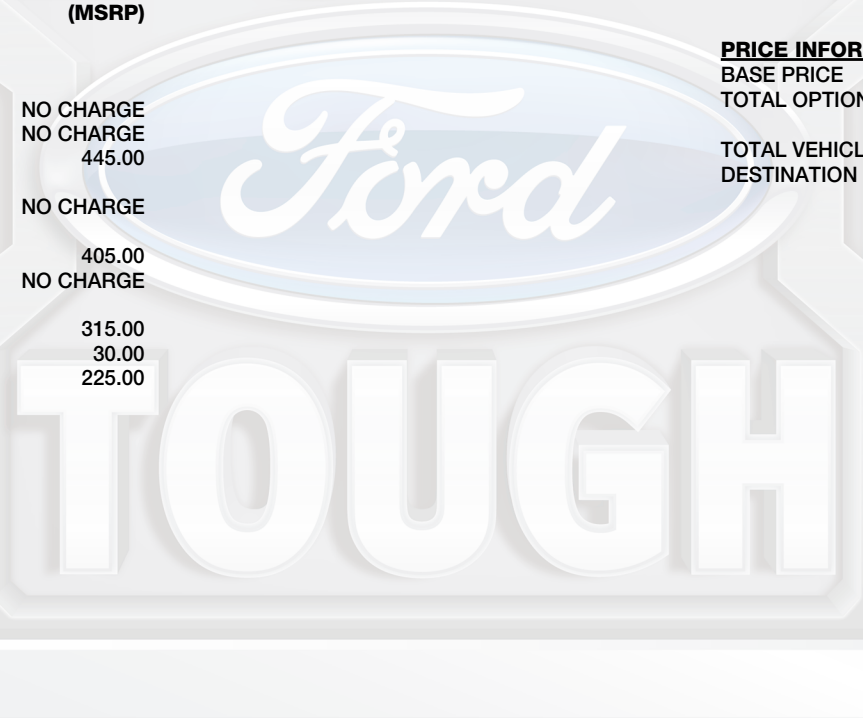 (MSRP)
NO CHARGE
NO CHARGE
445.00
NO CHARGE
405.00
NO CHARGE
315.00
30.00
225.00
PRICE INFOR
BASE PRICE
TOTAL OPTION
TOTAL VEHICL
DESTINATION
Ford
TOUGH